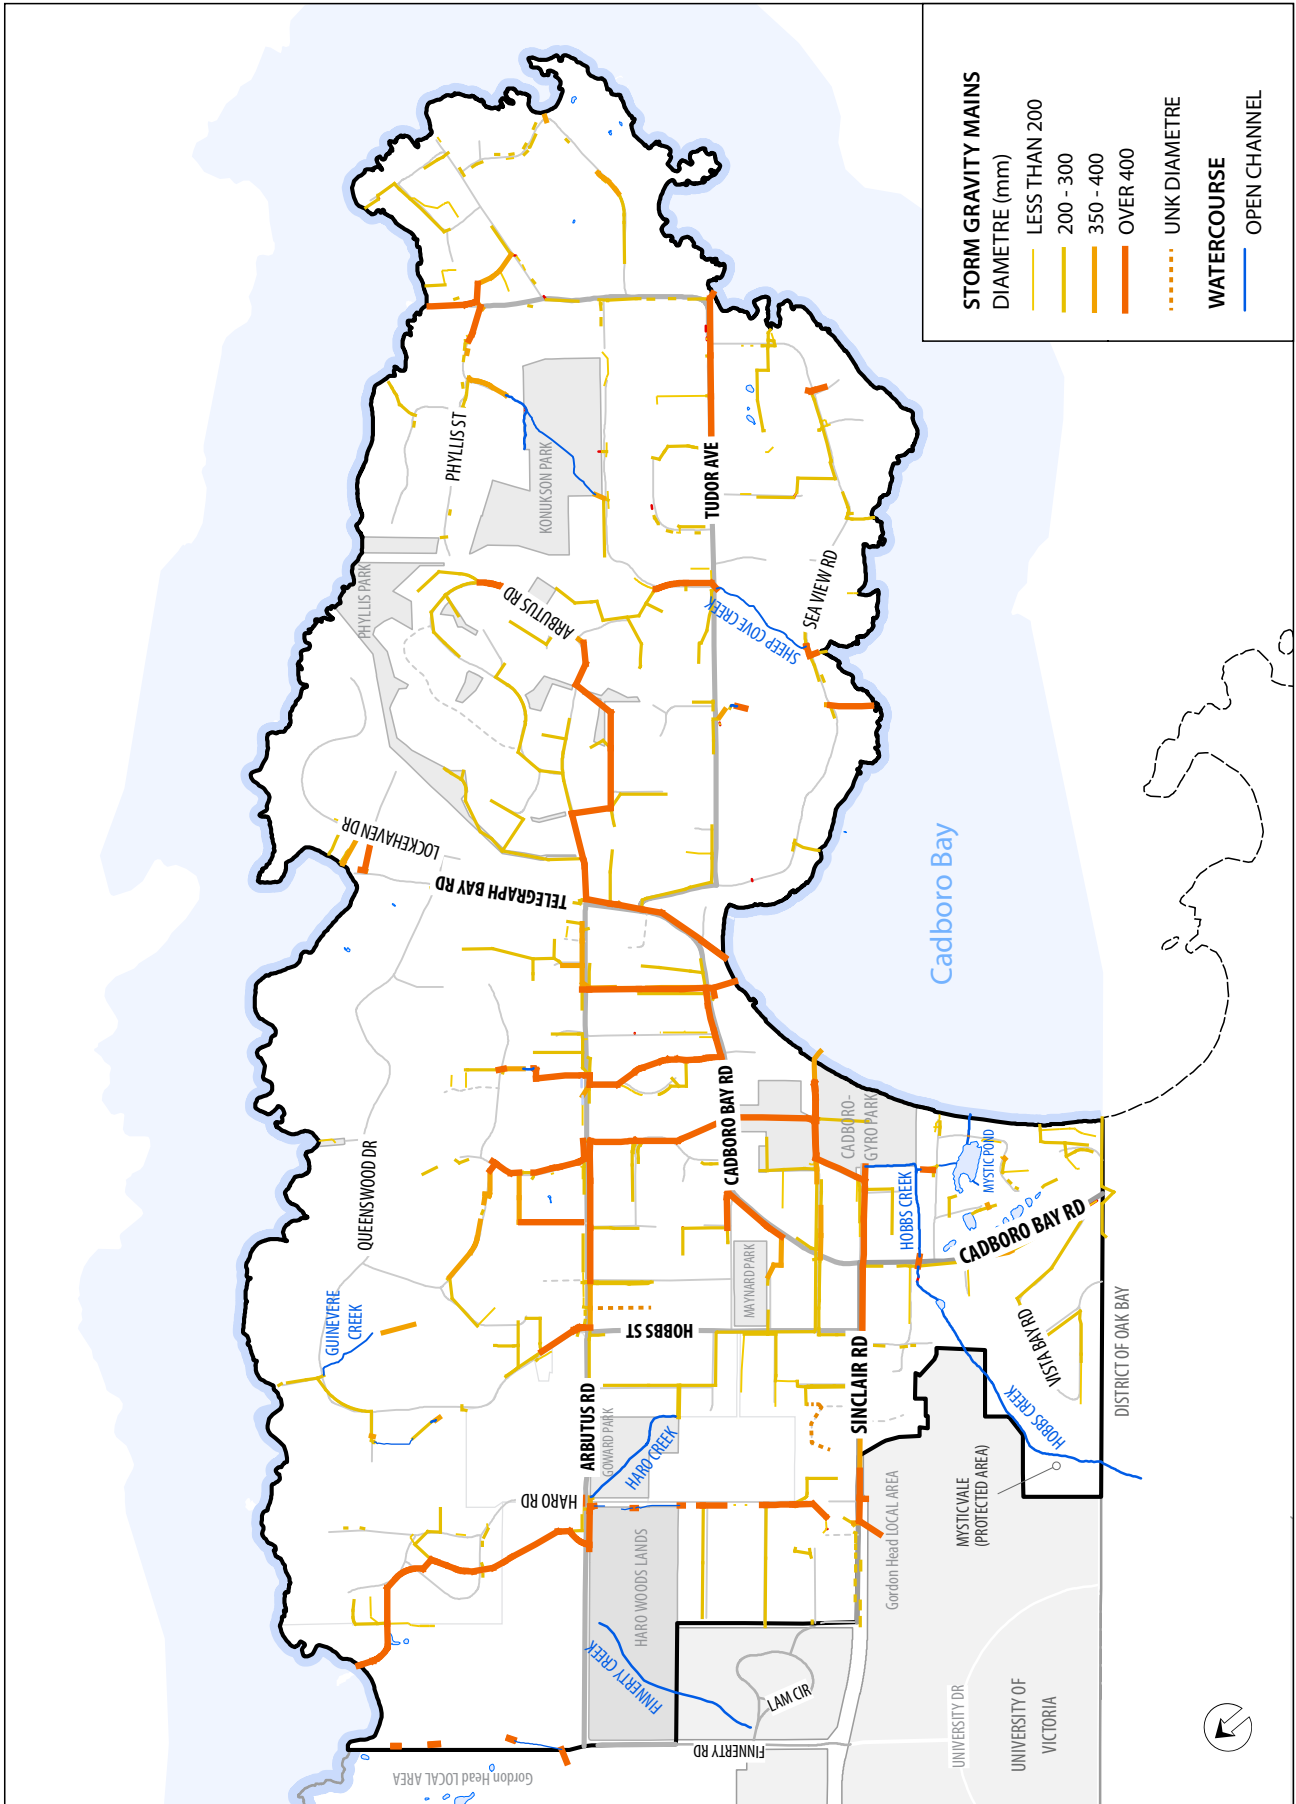 STORM GRAVITY MAINS
DIAMETRE (mm)
LESS THAN 200
200 - 300
350 - 400
OVER 400
UNK DIAMETRE
WATERCOURSE
OPEN CHANNEL
PHYLLIS ST
KONUKSON PARK
TUDOR AVE
PHYLLIS PARK
ARBUTUS RD
SHEEP COVE CREEK
SEA VIEW RD
LOCKEHAVEN DR
TELEGRAPH BAY RD
Cadboro Bay
QUEENSWOOD DR
CADBORO BAY RD
CADBORO-
GYRO PARK
MYSTIC POND
HOBBS CREEK
CADBORO BAY RD
MAYNARD PARK
GUINEVERE
CREEK
HOBBS ST
VISTA BAY RD
DISTRICT OF OAK BAY
ARBUTUS RD
GOWARD PARK
HARO CREEK
SINCLAIR RD
HOBBS CREEK
HARO RD
MYSTIC VALE
(PROTECTED AREA)
Gordon Head LOCAL AREA
HARO WOODS LANDS
FINNERTY CREEK
LAM CIR
UNIVERSITY DR
UNIVERSITY OF
VICTORIA
FINNERTY RD
Gordon Head LOCAL AREA